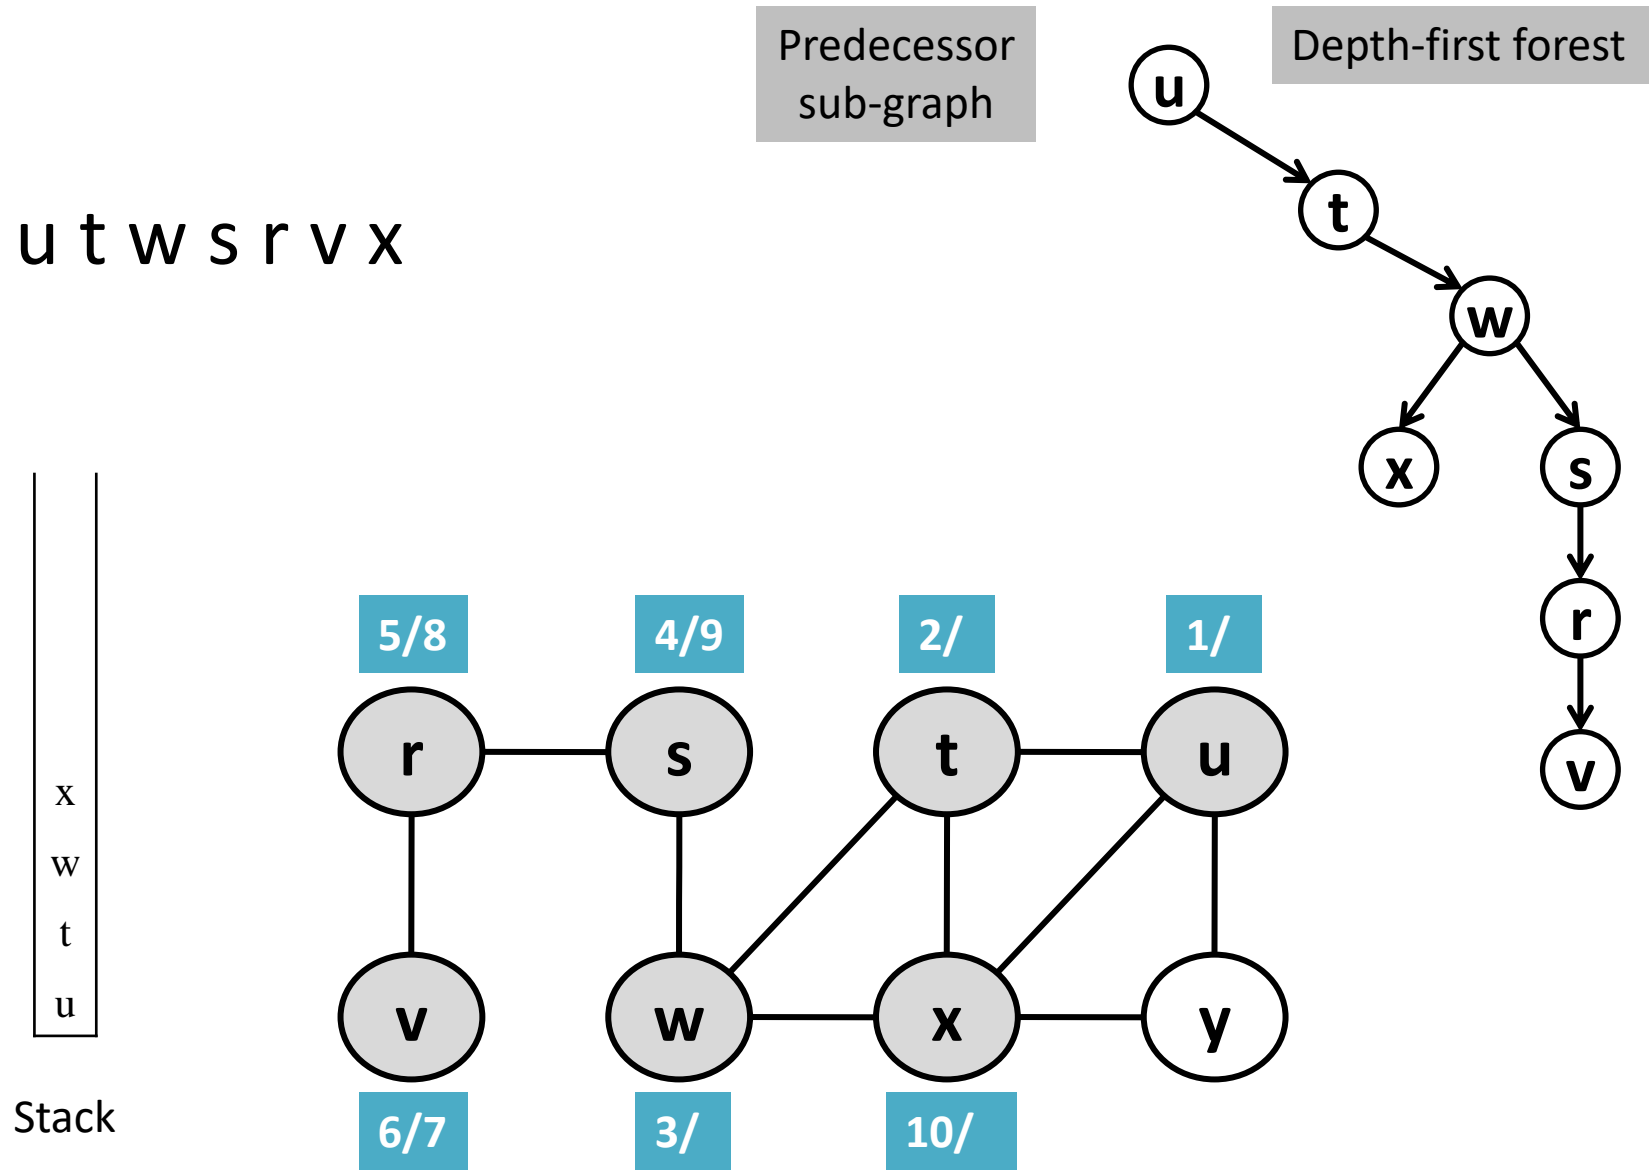 Predecessor
sub-graph
Depth-first forest
u
t
w
x s
r
v
u t w s r v x
x
w
t
u
Stack
5/8 4/9 2/ 1/
r s t u
v w x y
6/7 3/ 10/